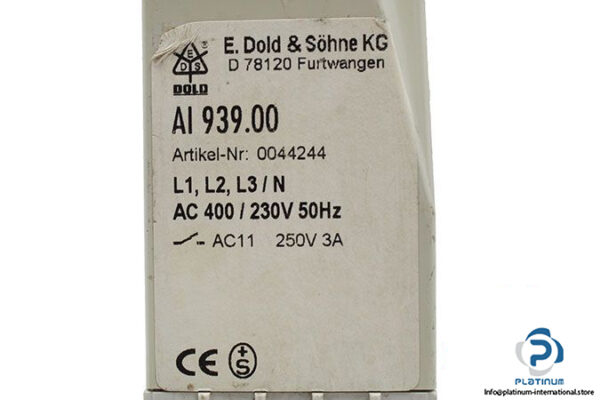 E. Dold & Söhne KG
D 78120 Furtwangen
E
D S
®
DOLD
AI 939.00
Artikel-Nr: 0044244
L1, L2, L3 / N
AC 400 / 230V 50Hz
AC11 250V 3A
CE +S
PLATINUM
platinum-international.store